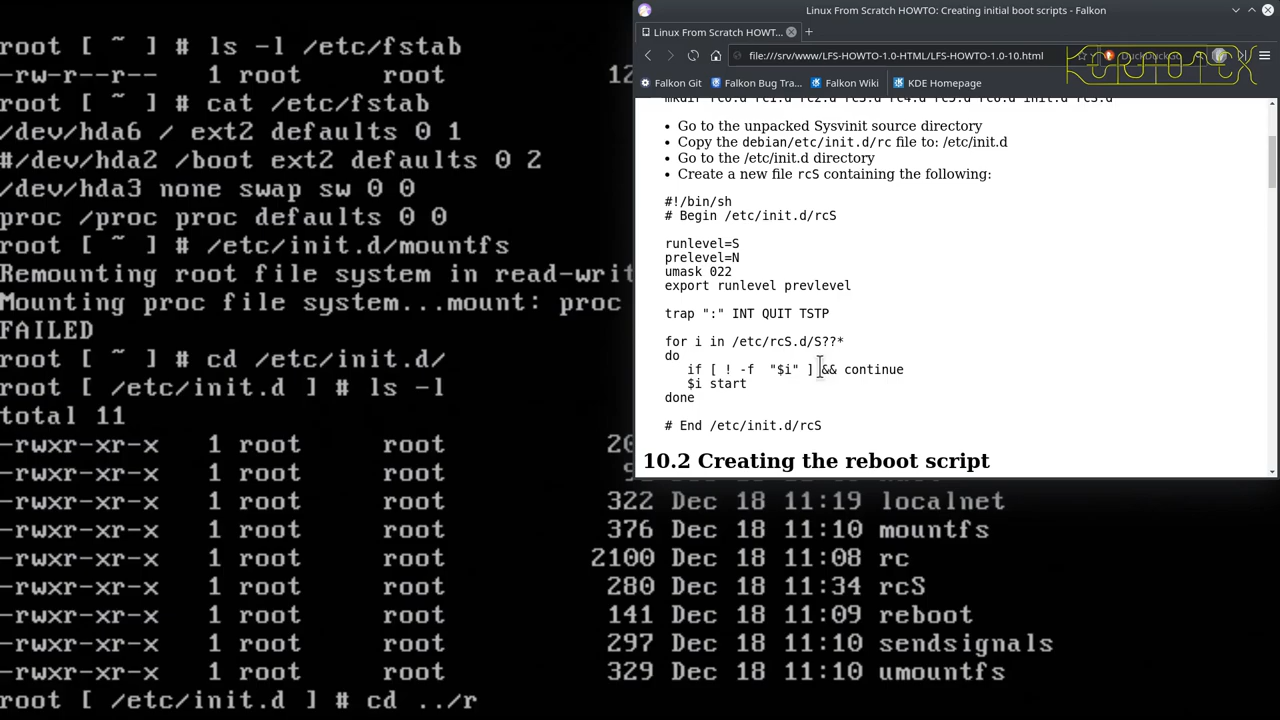 root [ ~ ] # ls -l /etc/fstab
-rw-r--r-- 1 root root 12
root [ ~ ] # cat /etc/fstab
/dev/hda6 / ext2 defaults 0 1
#/dev/hda2 /boot ext2 defaults 0 2
/dev/hda3 none swap sw 0 0
proc /proc proc defaults 0 0
root [ ~ ] # /etc/init.d/mountfs
Remounting root file system in read-writ
Mounting proc file system...mount: proc
FAILED
root [ ~ ] # cd /etc/init.d/
root [ /etc/init.d ] # ls -l
total 11
-rwxr-xr-x 1 root root 20
-rwxr-xr-x 1 root root
-rwxr-xr-x 1 root root 322 Dec 18 11:19 localnet
-rwxr-xr-x 1 root root 376 Dec 18 11:10 mountfs
-rwxr-xr-x 1 root root 2100 Dec 18 11:08 rc
-rwxr-xr-x 1 root root 280 Dec 18 11:34 rcS
-rwxr-xr-x 1 root root 141 Dec 18 11:09 reboot
-rwxr-xr-x 1 root root 297 Dec 18 11:10 sendsignals
-rwxr-xr-x 1 root root 329 Dec 18 11:10 umountfs
root [ /etc/init.d ] # cd ../r
Linux From Scratch HOWTO: Creating initial boot scripts - Falkon
Linux From Scratch HOWT...
file:///srv/www/LFS-HOWTO-1.0-HTML/LFS-HOWTO-1.0-10.html
Falkon Git Falkon Bug Tra... Falkon Wiki KDE Homepage
mkdir rc0.d rc1.d rc2.d rc3.d rc4.d rc5.d rc6.d init.d rcS.d
• Go to the unpacked Sysvinit source directory
• Copy the debian/etc/init.d/rc file to: /etc/init.d
• Go to the /etc/init.d directory
• Create a new file rcS containing the following:
#!/bin/sh
# Begin /etc/init.d/rcS
runlevel=S
prelevel=N
umask 022
export runlevel prevlevel
trap ":" INT QUIT TSTP
for i in /etc/rcS.d/S??*
do
if [ ! -f "$i" ] && continue
$i start
done
# End /etc/init.d/rcS
10.2 Creating the reboot script